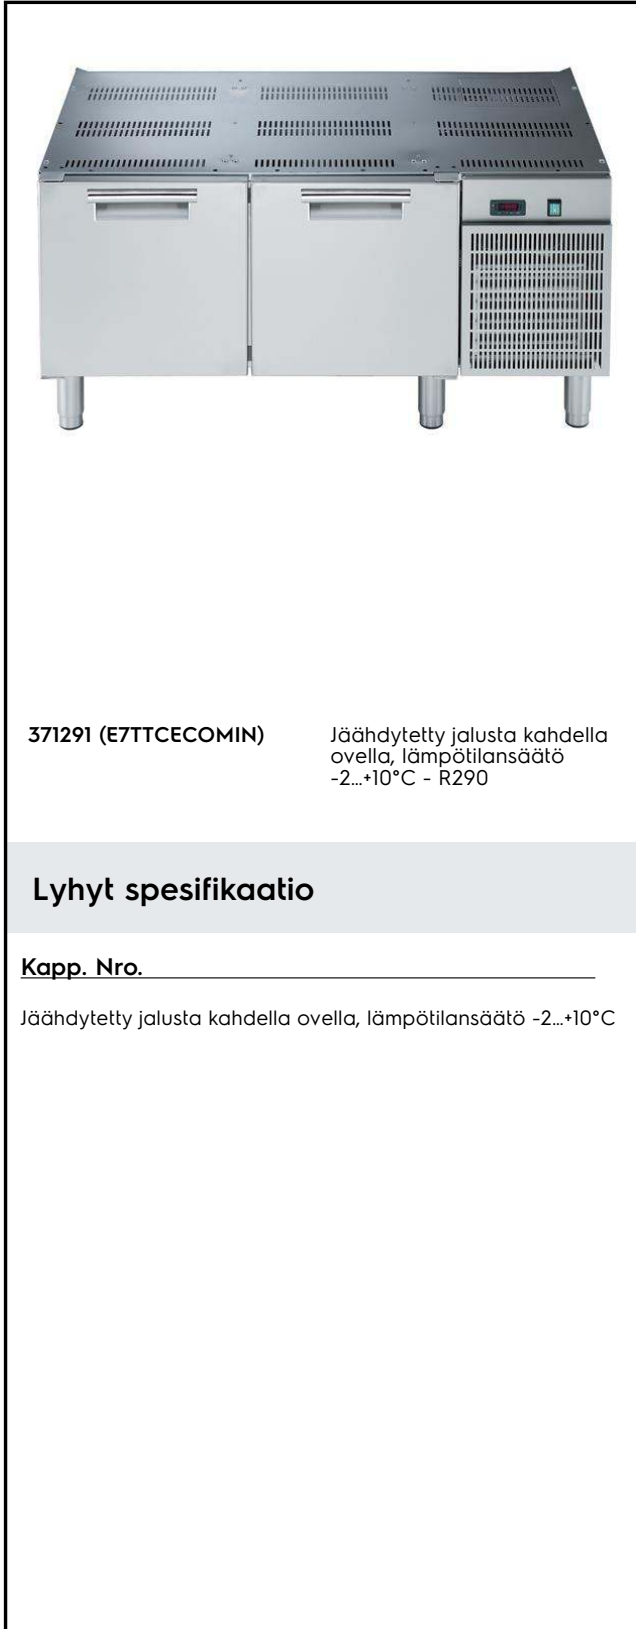 371291 (E7TTCECOMIN)
Jäähdytetty jalusta kahdella
ovella, lämpötilansäätö
-2...+10°C - R290
Lyhyt spesifikaatio
Kapp. Nro.
Jäähdytetty jalusta kahdella ovella, lämpötilansäätö -2...+10°C